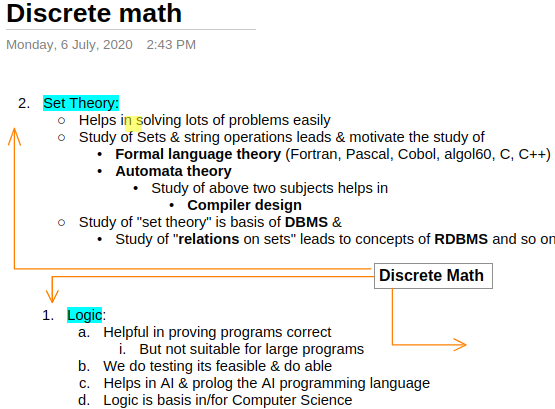 Discrete math
Monday, 6 July, 2020 2:43 PM
2. Set Theory:
○ Helps in solving lots of problems easily
○ Study of Sets & string operations leads & motivate the study of
• Formal language theory (Fortran, Pascal, Cobol, algol60, C, C++)
• Automata theory
• Study of above two subjects helps in
• Compiler design
○ Study of "set theory" is basis of DBMS &
• Study of "relations on sets" leads to concepts of RDBMS and so on
Discrete Math
1. Logic:
a. Helpful in proving programs correct
i. But not suitable for large programs
b. We do testing its feasible & do able
c. Helps in AI & prolog the AI programming language
d. Logic is basis in/for Computer Science